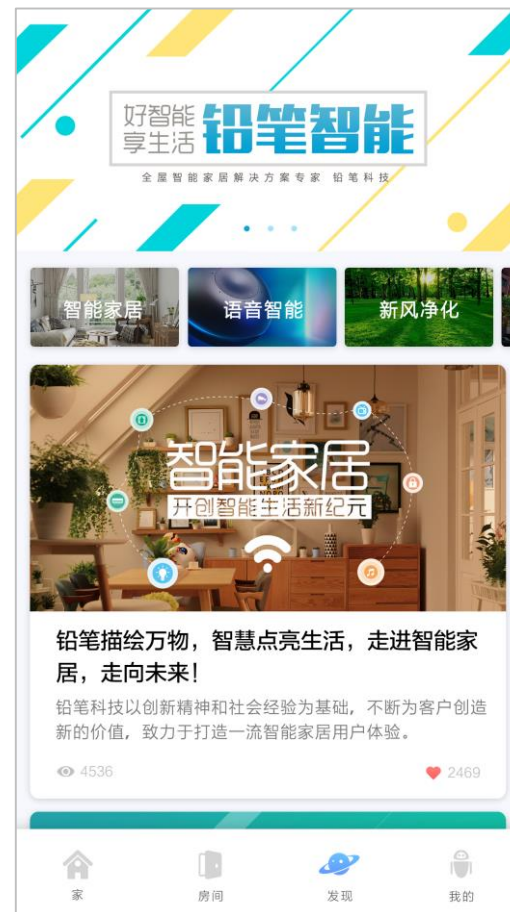 好智能
享生活
铅笔智能
全屋智能家居解决方案专家 铅笔科技
智能家居
语音智能
新风净化
智能家居
开创智能生活新纪元
铅笔描绘万物，智慧点亮生活，走进智能家
居，走向未来！
铅笔科技以创新精神和社会经验为基础，不断为客户创造
新的价值，致力于打造一流智能家居用户体验。
4536
2469
家
房间
发现
我的